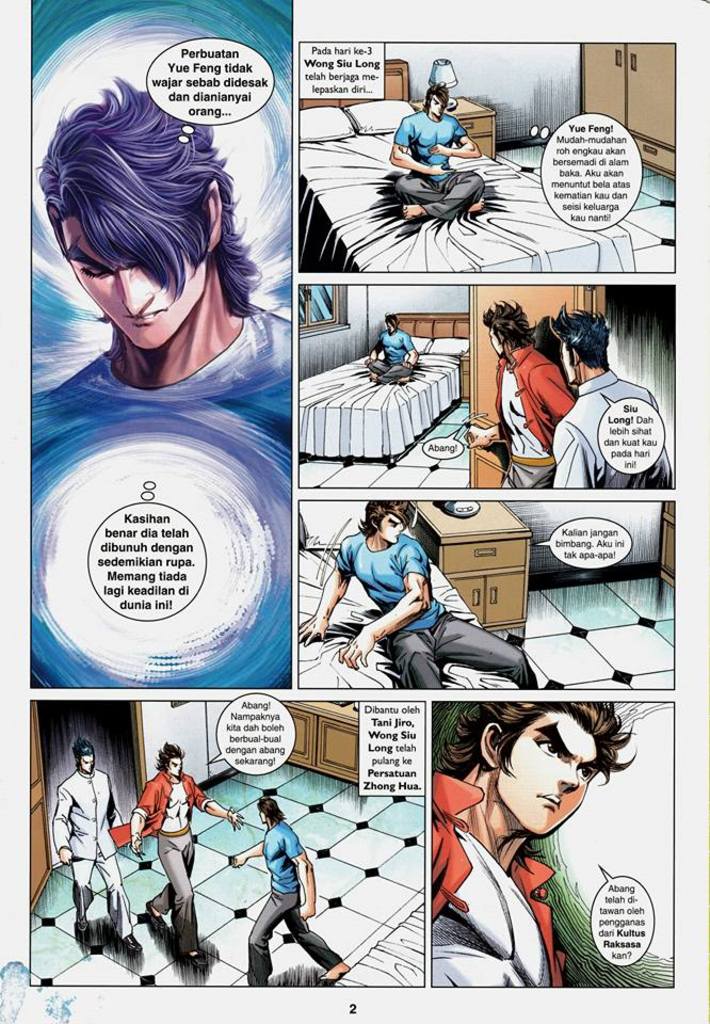 Perbuatan
Yue Feng tidak
wajar sebab didesak
dan dianianyai
orang...
Kasihan
benar dia telah
dibunuh dengan
sedemikian rupa.
Memang tiada
lagi keadilan di
dunia ini!
Pada hari ke-3
Wong Siu Long
telah berjaga me-
lepaskan diri...
Yue Feng!
Mudah-mudahan
roh engkau akan
bersemadi di alam
baka. Aku akan
menuntut bela atas
kematian kau dan
seisi keluarga
kau nanti!
Abang!
Siu
Long! Dah
lebih sihat
dan kuat kau
pada hari
ini!
Kalian jangan
bimbang. Aku ini
tak apa-apa!
Abang!
Nampaknya
kita dah boleh
berbual-bual
dengan abang
sekarang!
Dibantu oleh
Tani Jiro,
Wong Siu
Long telah
pulang ke
Persatuan
Zhong Hua.
Abang
telah di-
tawan oleh
pengganas
dari Kultus
Raksasa
kan?
2